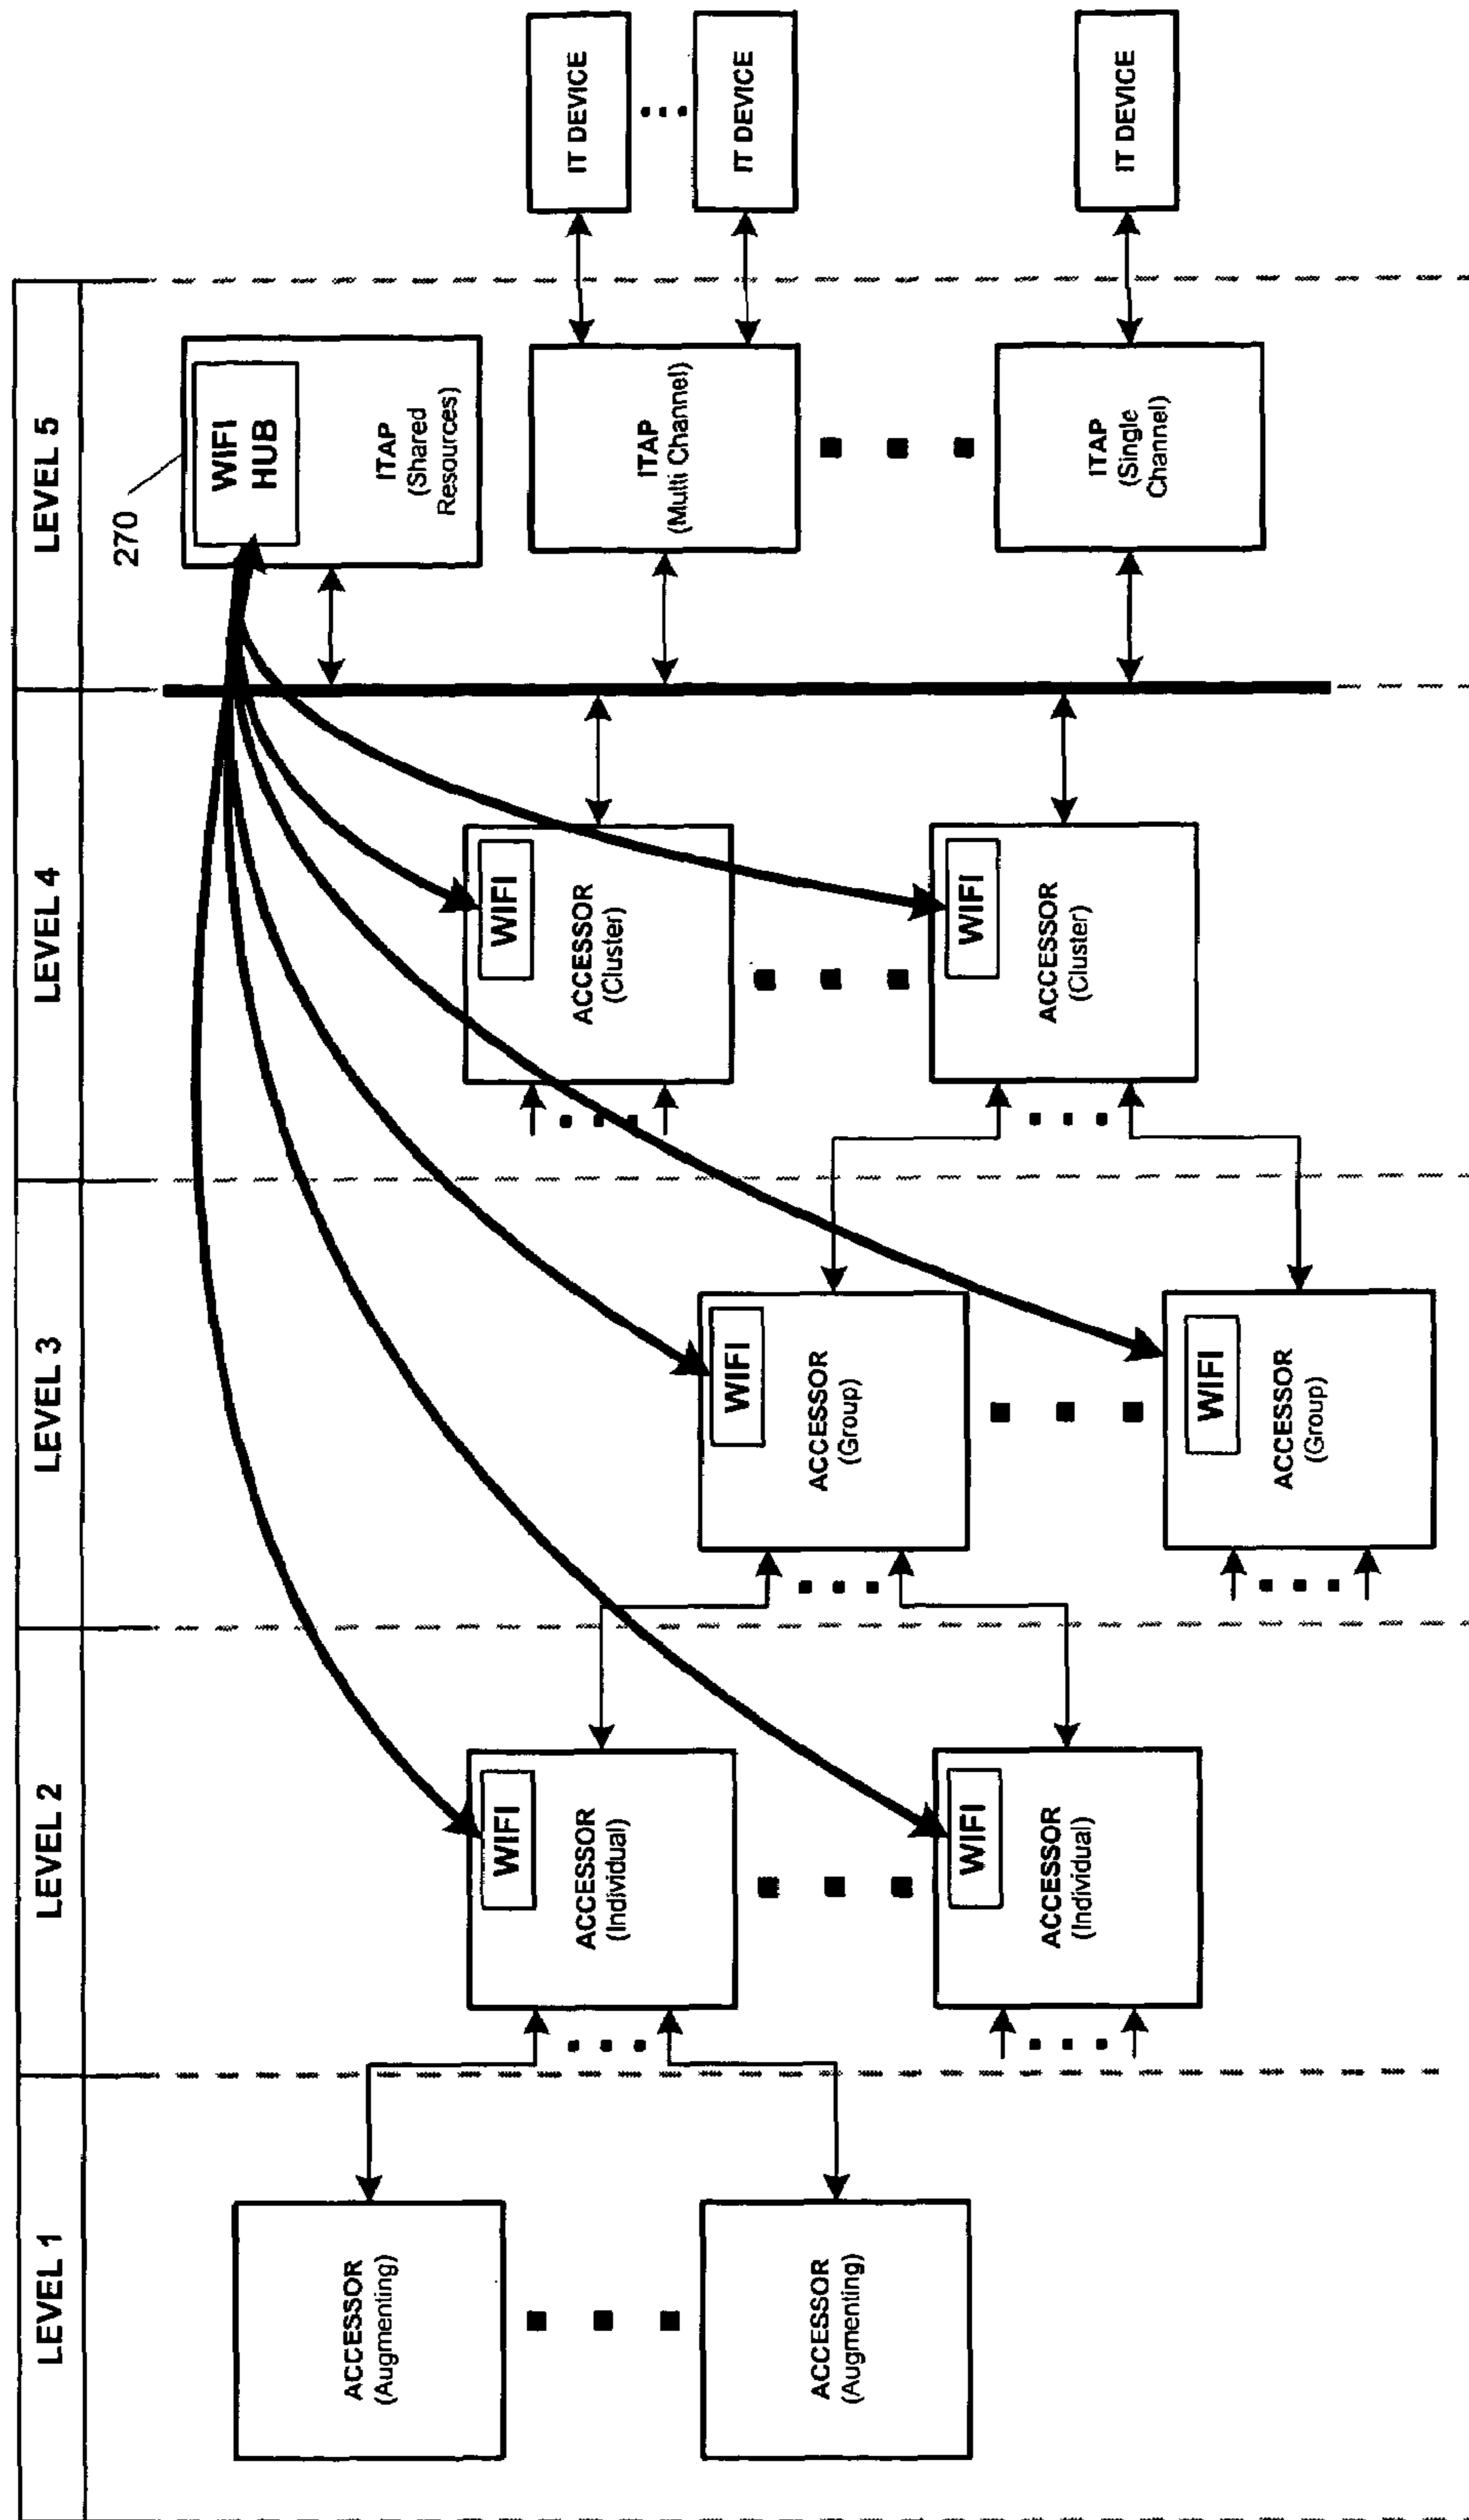 LEVEL 1
LEVEL 2
LEVEL 3
LEVEL 4
LEVEL 5
270
WIFI
HUB
ITAP
(Shared
Resources)
ITAP
(Multi Channel)
ITAP
(Single
Channel)
IT DEVICE
IT DEVICE
IT DEVICE
WIFI
ACCESSOR
(Cluster)
WIFI
ACCESSOR
(Cluster)
WIFI
ACCESSOR
(Group)
WIFI
ACCESSOR
(Group)
WIFI
ACCESSOR
(Individual)
WIFI
ACCESSOR
(Individual)
ACCESSOR
(Augmenting)
ACCESSOR
(Augmenting)